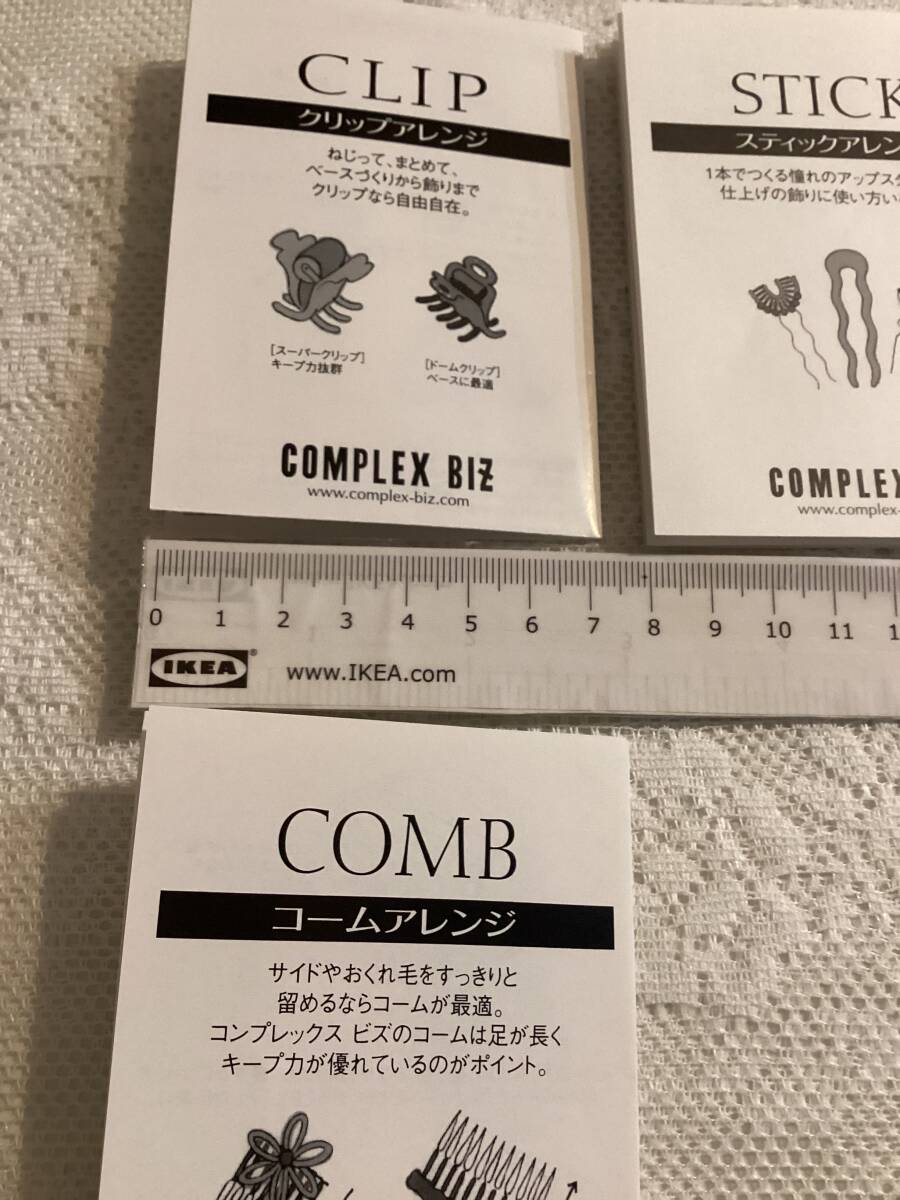 CLIP
クリップアレンジ
ねじって、まとめて、
ベースづくりから飾りまで
クリップなら自由自在。
[スーパークリップ]
キープ力抜群
[ドームクリップ]
ベースに最適
COMPLEX BIZ
www.complex-biz.com
STICK
スティックアレン
1本でつくる憧れのアップスタ
仕上げの飾りに使い方い
COMPLEX
www.complex-
0 1 2 3 4 5 6 7 8 9 10 11 1
IKEA®
www.IKEA.com
COMB
コームアレンジ
サイドやおくれ毛をすっきりと
留めるならコームが最適。
コンプレックス ビズのコームは足が長く
キープ力が優れているのがポイント。